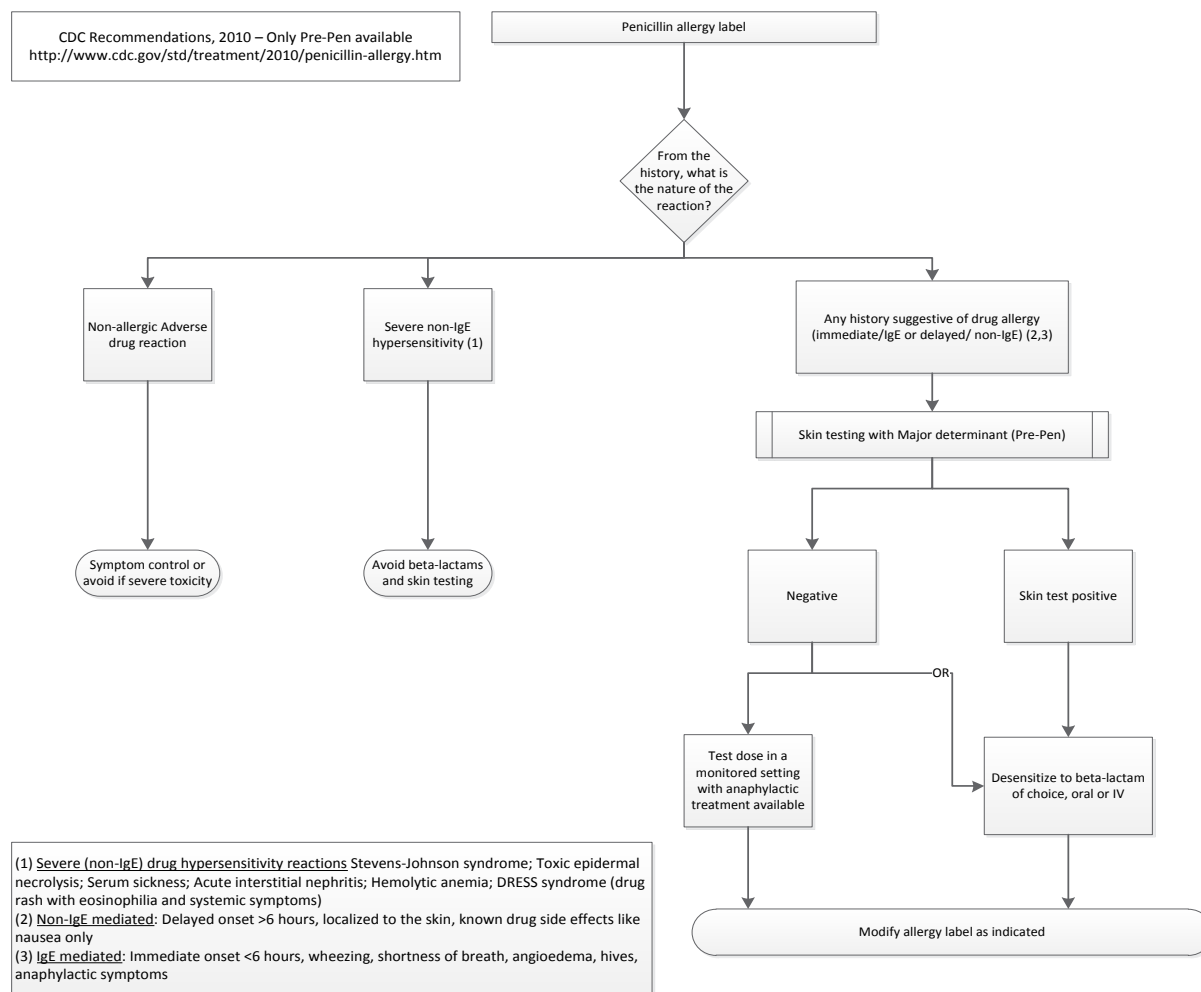 CDC Recommendations, 2010 – Only Pre-Pen available
http://www.cdc.gov/std/treatment/2010/penicillin-allergy.htm
Penicillin allergy label
From the
history, what is
the nature of the
reaction?
Non-allergic Adverse
drug reaction
Severe non-IgE
hypersensitivity (1)
Any history suggestive of drug allergy
(immediate/IgE or delayed/ non-IgE) (2,3)
Skin testing with Major determinant (Pre-Pen)
Symptom control or
avoid if severe toxicity
Avoid beta-lactams
and skin testing
Negative
Skin test positive
OR
Test dose in a
monitored setting
with anaphylactic
treatment available
Desensitize to beta-lactam
of choice, oral or IV
(1) Severe (non-IgE) drug hypersensitivity reactions Stevens-Johnson syndrome; Toxic epidermal
necrolysis; Serum sickness; Acute interstitial nephritis; Hemolytic anemia; DRESS syndrome (drug
rash with eosinophilia and systemic symptoms)
(2) Non-IgE mediated: Delayed onset >6 hours, localized to the skin, known drug side effects like
nausea only
(3) IgE mediated: Immediate onset <6 hours, wheezing, shortness of breath, angioedema, hives,
anaphylactic symptoms
Modify allergy label as indicated